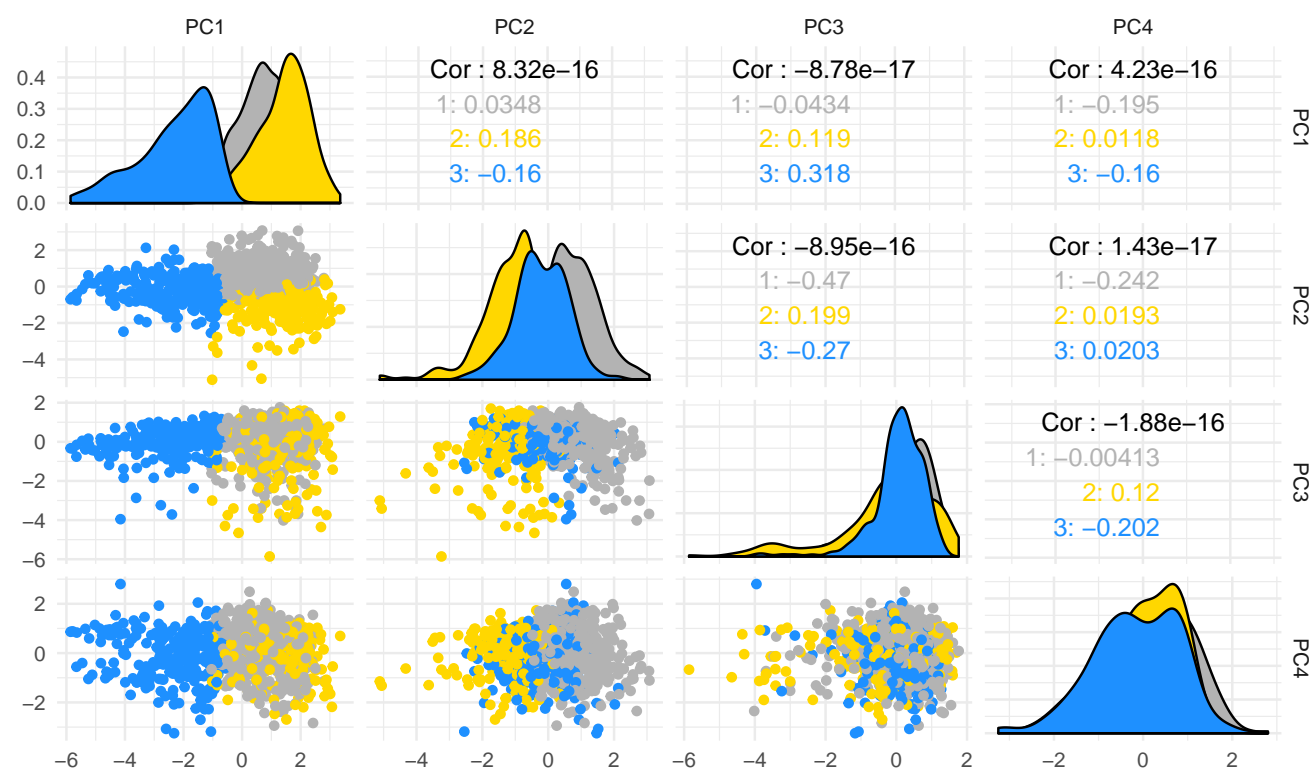 PC1 PC2 PC3 PC4
0.4
0.3
0.2
0.1
0.0
Cor : 8.32e−16
1: 0.0348
2: 0.186
3: −0.16
Cor : −8.78e−17
1: −0.0434
2: 0.119
3: 0.318
Cor : 4.23e−16
1: −0.195
2: 0.0118
3: −0.16
PC1
2
0
−2
−4
Cor : −8.95e−16
1: −0.47
2: 0.199
3: −0.27
Cor : 1.43e−17
1: −0.242
2: 0.0193
3: 0.0203
PC2
2
0
−2
−4
−6
Cor : −1.88e−16
1: −0.00413
2: 0.12
3: −0.202
PC3
2
0
−2
PC4
−6 −4 −2 0 2 −4 −2 0 2 −6 −4 −2 0 2 −2 0 2